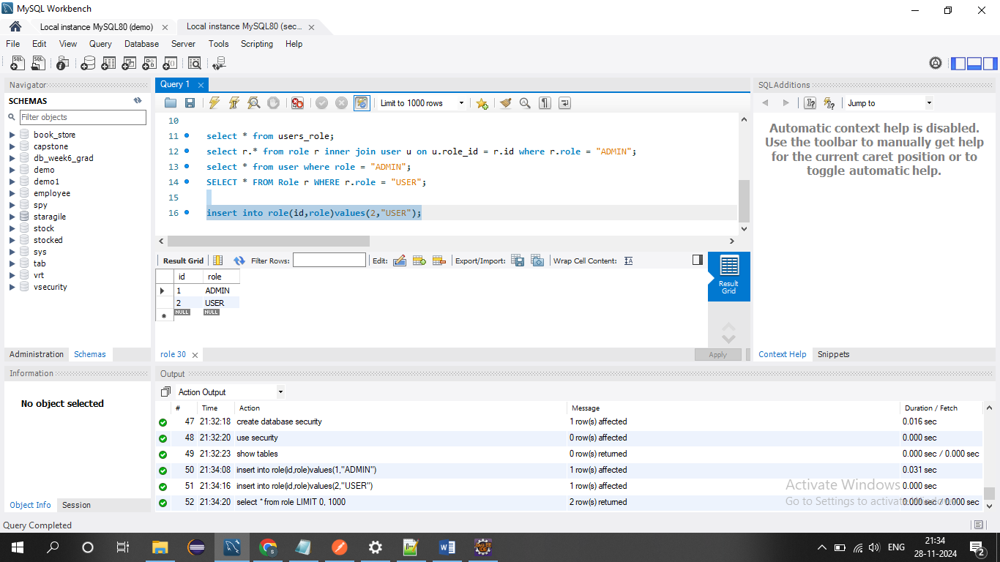 MySQL Workbench
Local instance MySQL80 (demo)
Local instance MySQL80 (sec...
File Edit View Query Database Server Tools Scripting Help
Navigator
SCHEMAS
Filter objects
book_store
capstone
db_week6_grad
demo
demo1
employee
spy
staragile
stock
stocked
sys
tab
vrt
vsecurity
Administration Schemas
Information
No object selected
Object Info Session
Query 1
Limit to 1000 rows
10
11 select * from users_role;
12 select r.* from role r inner join user u on u.role_id = r.id where r.role = "ADMIN";
13 select * from user where role = "ADMIN";
14 SELECT * FROM Role r WHERE r.role = "USER";
15
16 insert into role(id,role)values(2,"USER");
Result Grid Filter Rows: Edit: Export/Import: Wrap Cell Content:
id role
1 ADMIN
2 USER
NULL NULL
Result Grid
role 30
Apply
SQLAdditions
Jump to
Automatic context help is disabled.
Use the toolbar to manually get help
for the current caret position or to
toggle automatic help.
Context Help Snippets
Output
Action Output
# Time Action Message Duration / Fetch
47 21:32:18 create database security 1 row(s) affected 0.016 sec
48 21:32:20 use security 0 row(s) affected 0.000 sec
49 21:32:23 show tables 0 row(s) returned 0.000 sec / 0.000 sec
50 21:34:08 insert into role(id,role)values(1,"ADMIN") 1 row(s) affected 0.031 sec
51 21:34:16 insert into role(id,role)values(2,"USER") 1 row(s) affected 0.000 sec
52 21:34:20 select * from role LIMIT 0, 1000 2 row(s) returned 0.000 sec / 0.000 sec
Activate Windows
Go to Settings to activate Windows.
Query Completed
ENG
21:34
28-11-2024
2